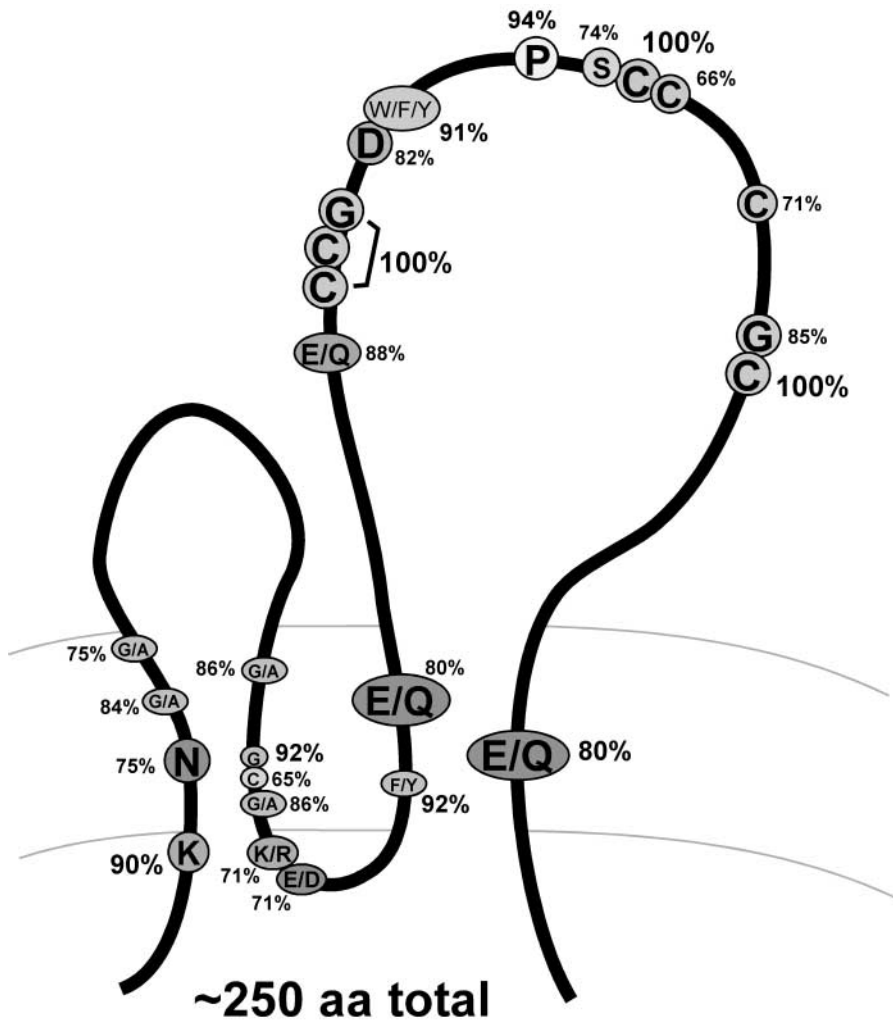 94%
P
74%
S
100%
C
66%
C
W/F/Y
91%
D
82%
G
C
C
100%
C
71%
E/Q
88%
G
85%
C
100%
75%
G/A
84%
G/A
86%
G/A
80%
E/Q
75%
N
G
92%
C
65%
G/A
86%
F/Y
92%
E/Q
80%
90%
K
K/R
71%
E/D
71%
~250 aa total